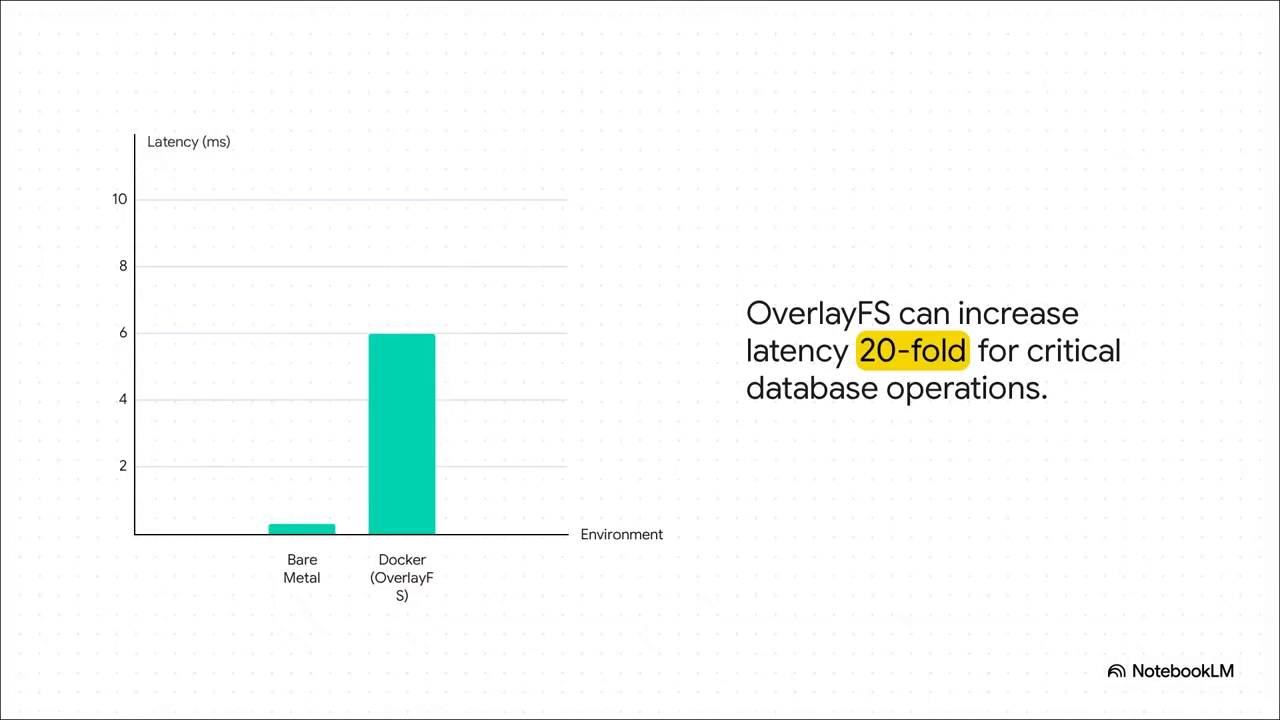 Latency (ms)
10
8
6
4
2
Environment
Bare
Metal
Docker
(OverlayF
S)
OverlayFS can increase
latency 20-fold for critical
database operations.
NotebookLM